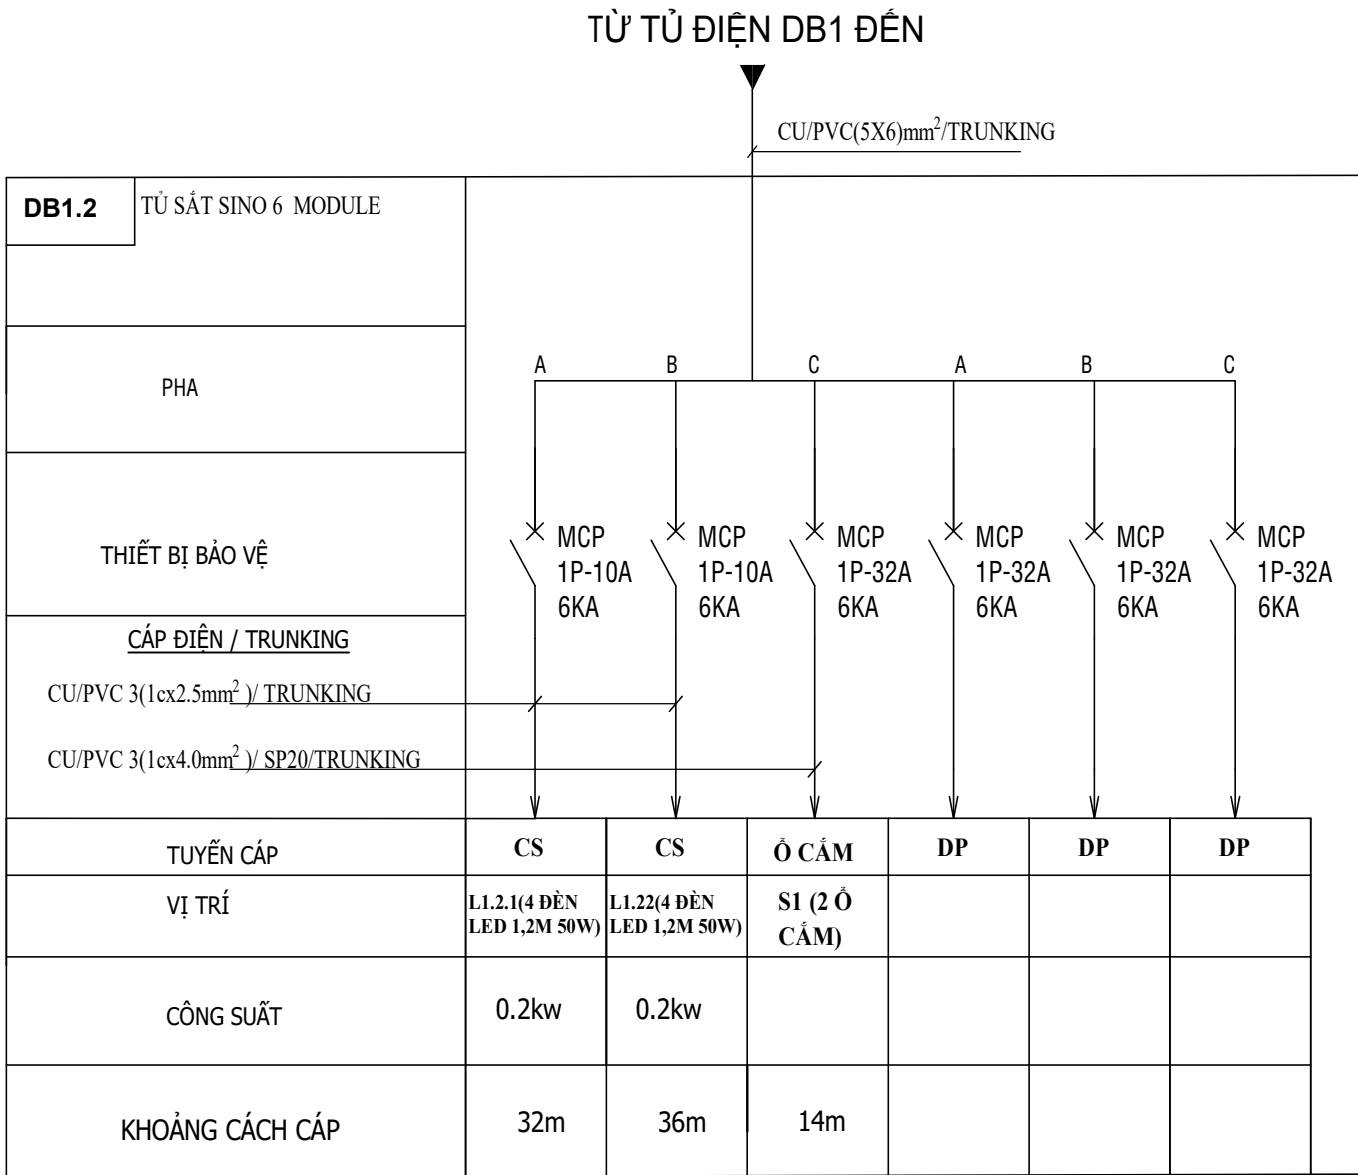 TỪ TỦ ĐIỆN DB1 ĐẾN
CU/PVC(5X6)mm²/TRUNKING
DB1.2 TỦ SẮT SINO 6 MODULE
PHA
A B C A B C
THIẾT BỊ BẢO VỆ
MCP MCP MCP MCP MCP MCP
1P-10A 1P-10A 1P-32A 1P-32A 1P-32A 1P-32A
6KA 6KA 6KA 6KA 6KA 6KA
CÁP ĐIỆN / TRUNKING
CU/PVC 3(1cx2.5mm² )/ TRUNKING
CU/PVC 3(1cx4.0mm² )/ SP20/TRUNKING
TUYẾN CÁP CS CS Ổ CẮM DP DP DP
VỊ TRÍ
L1.2.1(4 ĐÈN
LED 1,2M 50W)
L1.22(4 ĐÈN
LED 1,2M 50W)
S1 (2 Ổ
CẮM)
CÔNG SUẤT 0.2kw 0.2kw
KHOẢNG CÁCH CÁP 32m 36m 14m